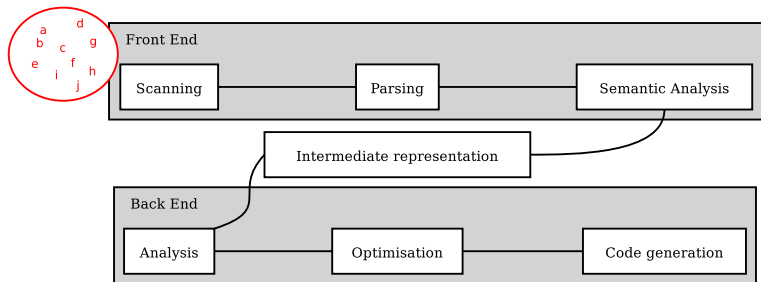 a
d
b
c
g
e
f
i
h
j
Front End
Scanning
Parsing
Semantic Analysis
Intermediate representation
Back End
Analysis
Optimisation
Code generation